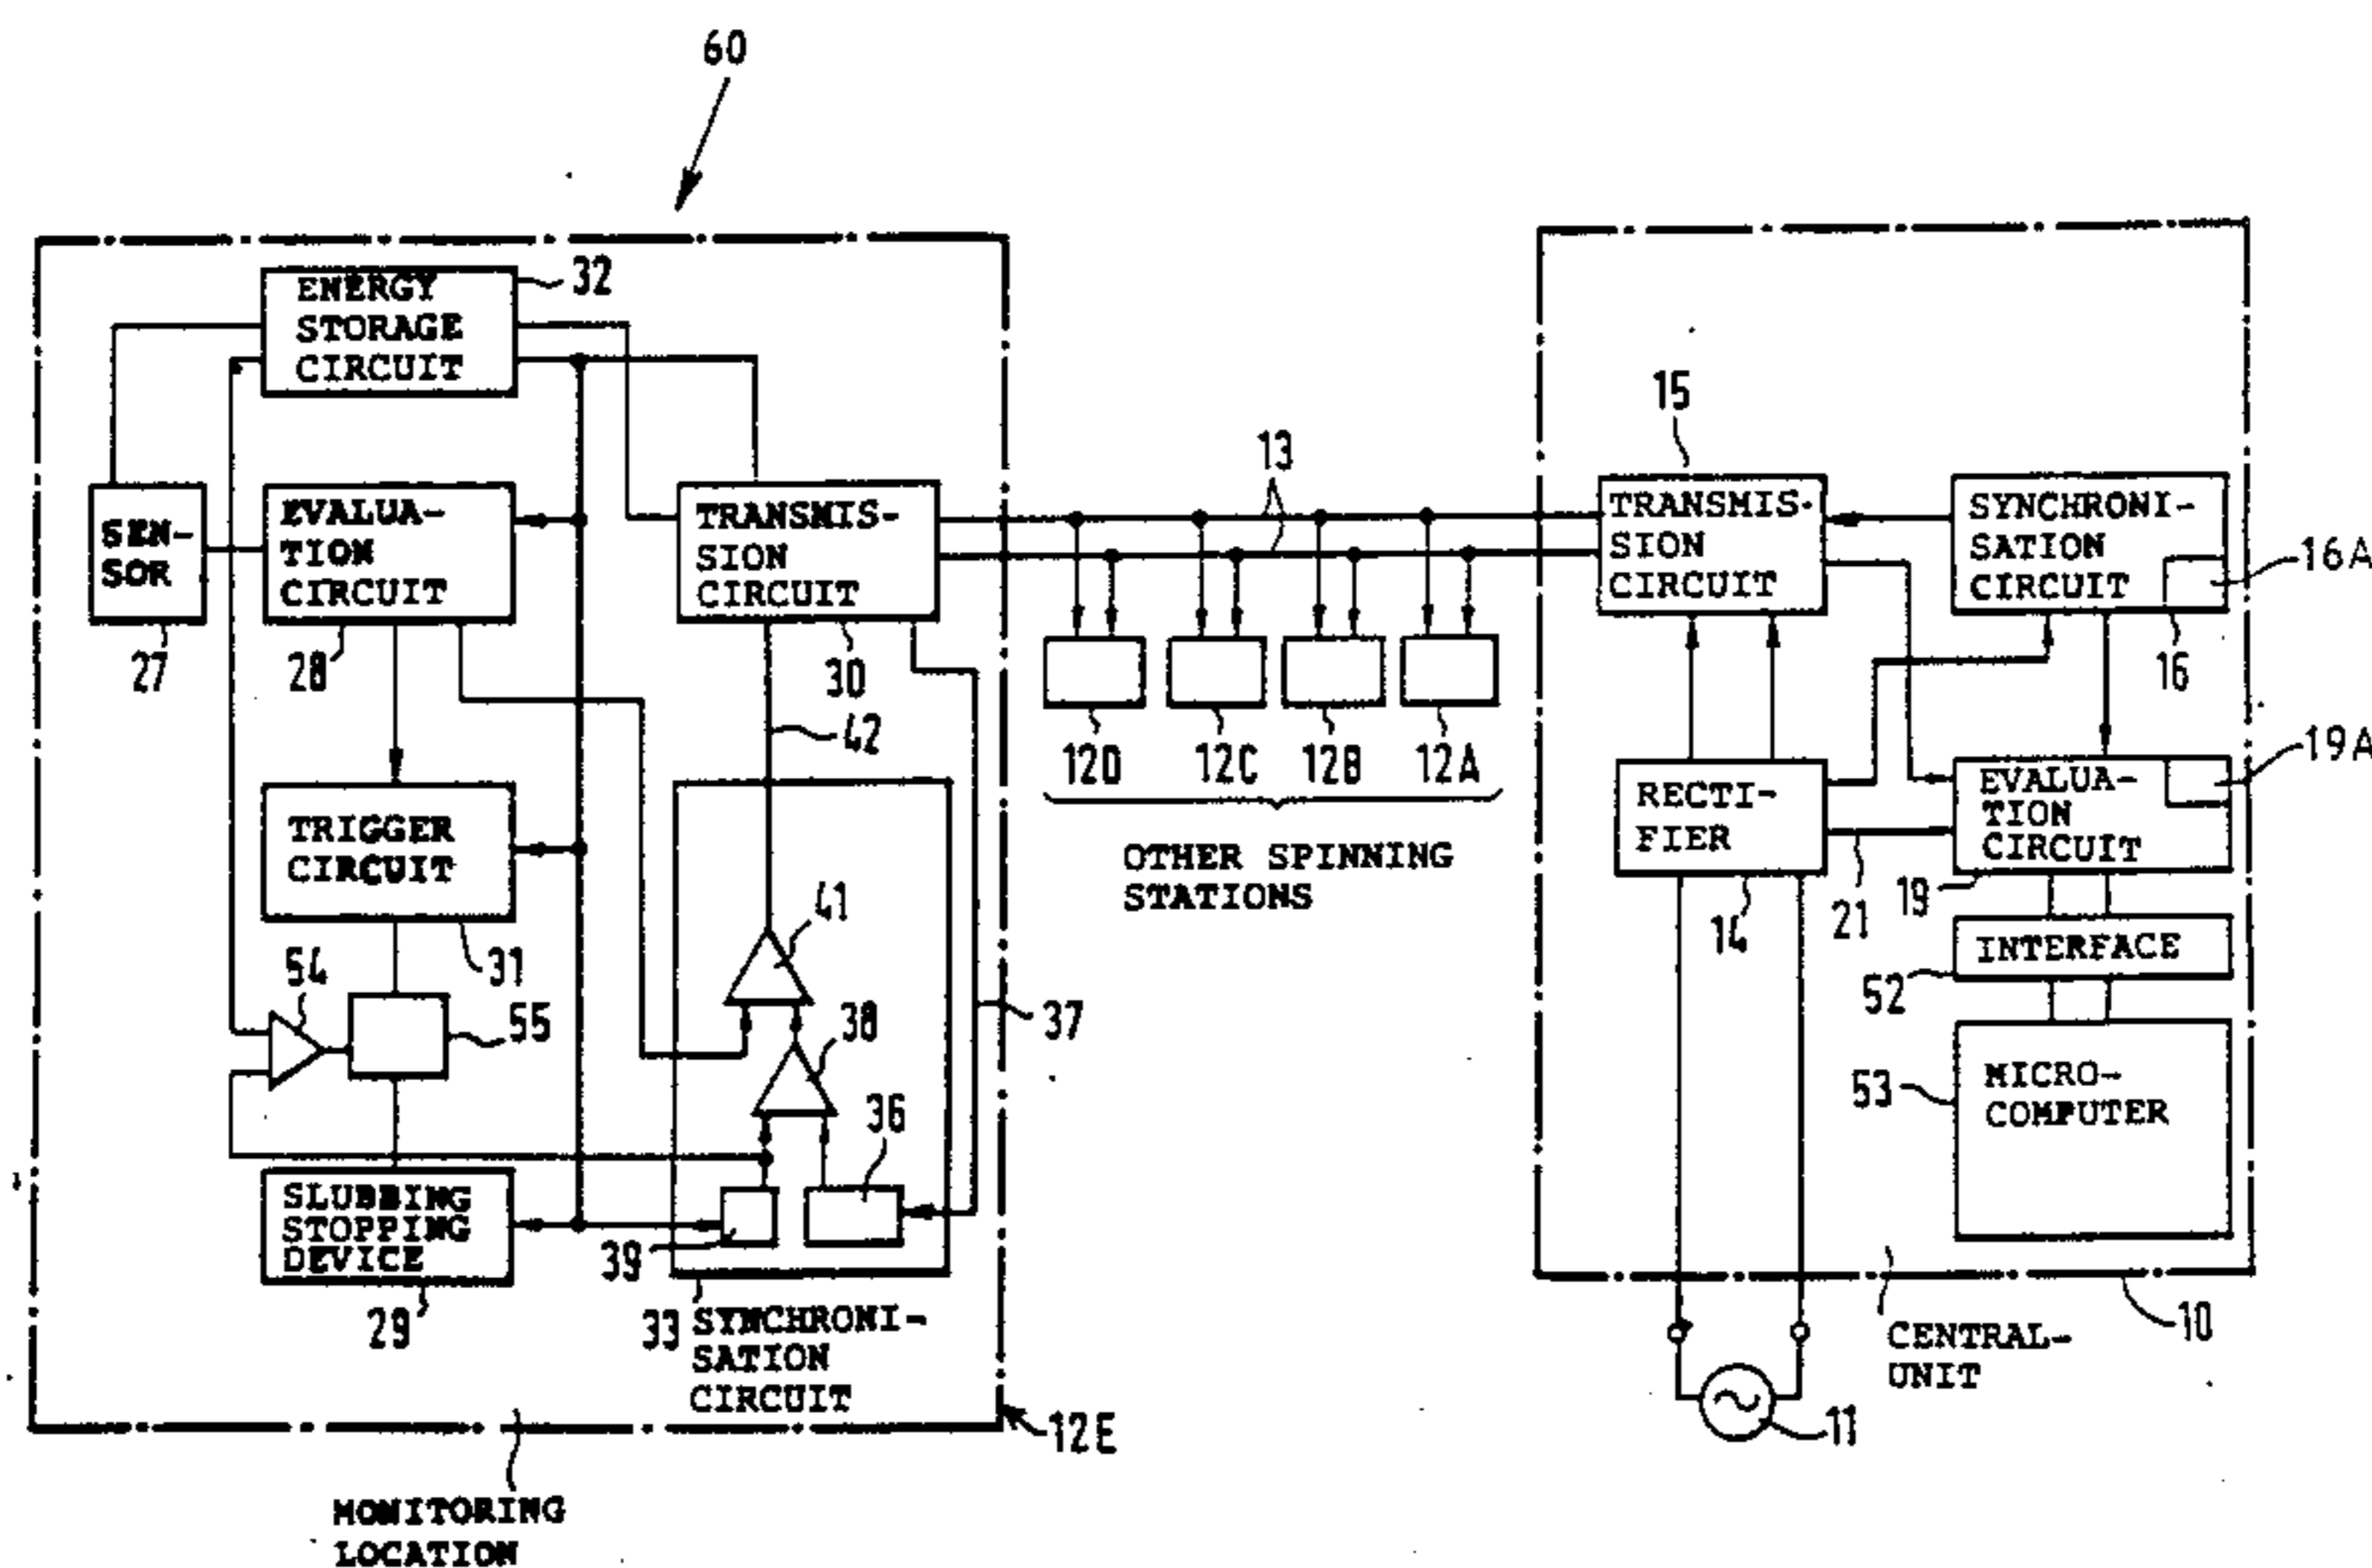 60
ENERGY
STORAGE
CIRCUIT
32
SEN-
SOR
27
EVALUA-
TION
CIRCUIT
28
TRANSMIS-
SION
CIRCUIT
30
42
13
12D
12C
12B
12A
OTHER SPINNING
STATIONS
TRIGGER
CIRCUIT
31
54
55
41
38
36
37
39
SLUBBING
STOPPING
DEVICE
29
33
SYNCHRONI-
SATION
CIRCUIT
12E
MONITORING
LOCATION
15
TRANSMIS-
SION
CIRCUIT
SYNCHRONI-
SATION
CIRCUIT
16A
16
RECTI-
FIER
14
21
EVALUA-
TION
CIRCUIT
19A
19
INTERFACE
52
MICRO-
COMPUTER
53
CENTRAL-
UNIT
10
11